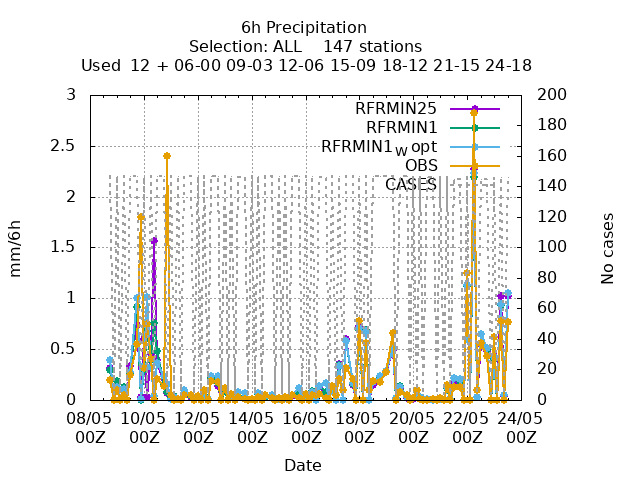 6h Precipitation
Selection: ALL 147 stations
Used 12 + 06-00 09-03 12-06 15-09 18-12 21-15 24-18
RFRMIN25
RFRMIN1
RFRMIN1w opt
OBS
CASES
mm/6h
3
2.5
2
1.5
1
0.5
0
No cases
200
180
160
140
120
100
80
60
40
20
0
08/05 10/05 12/05 14/05 16/05 18/05 20/05 22/05 24/05
00Z 00Z 00Z 00Z 00Z 00Z 00Z 00Z 00Z
Date